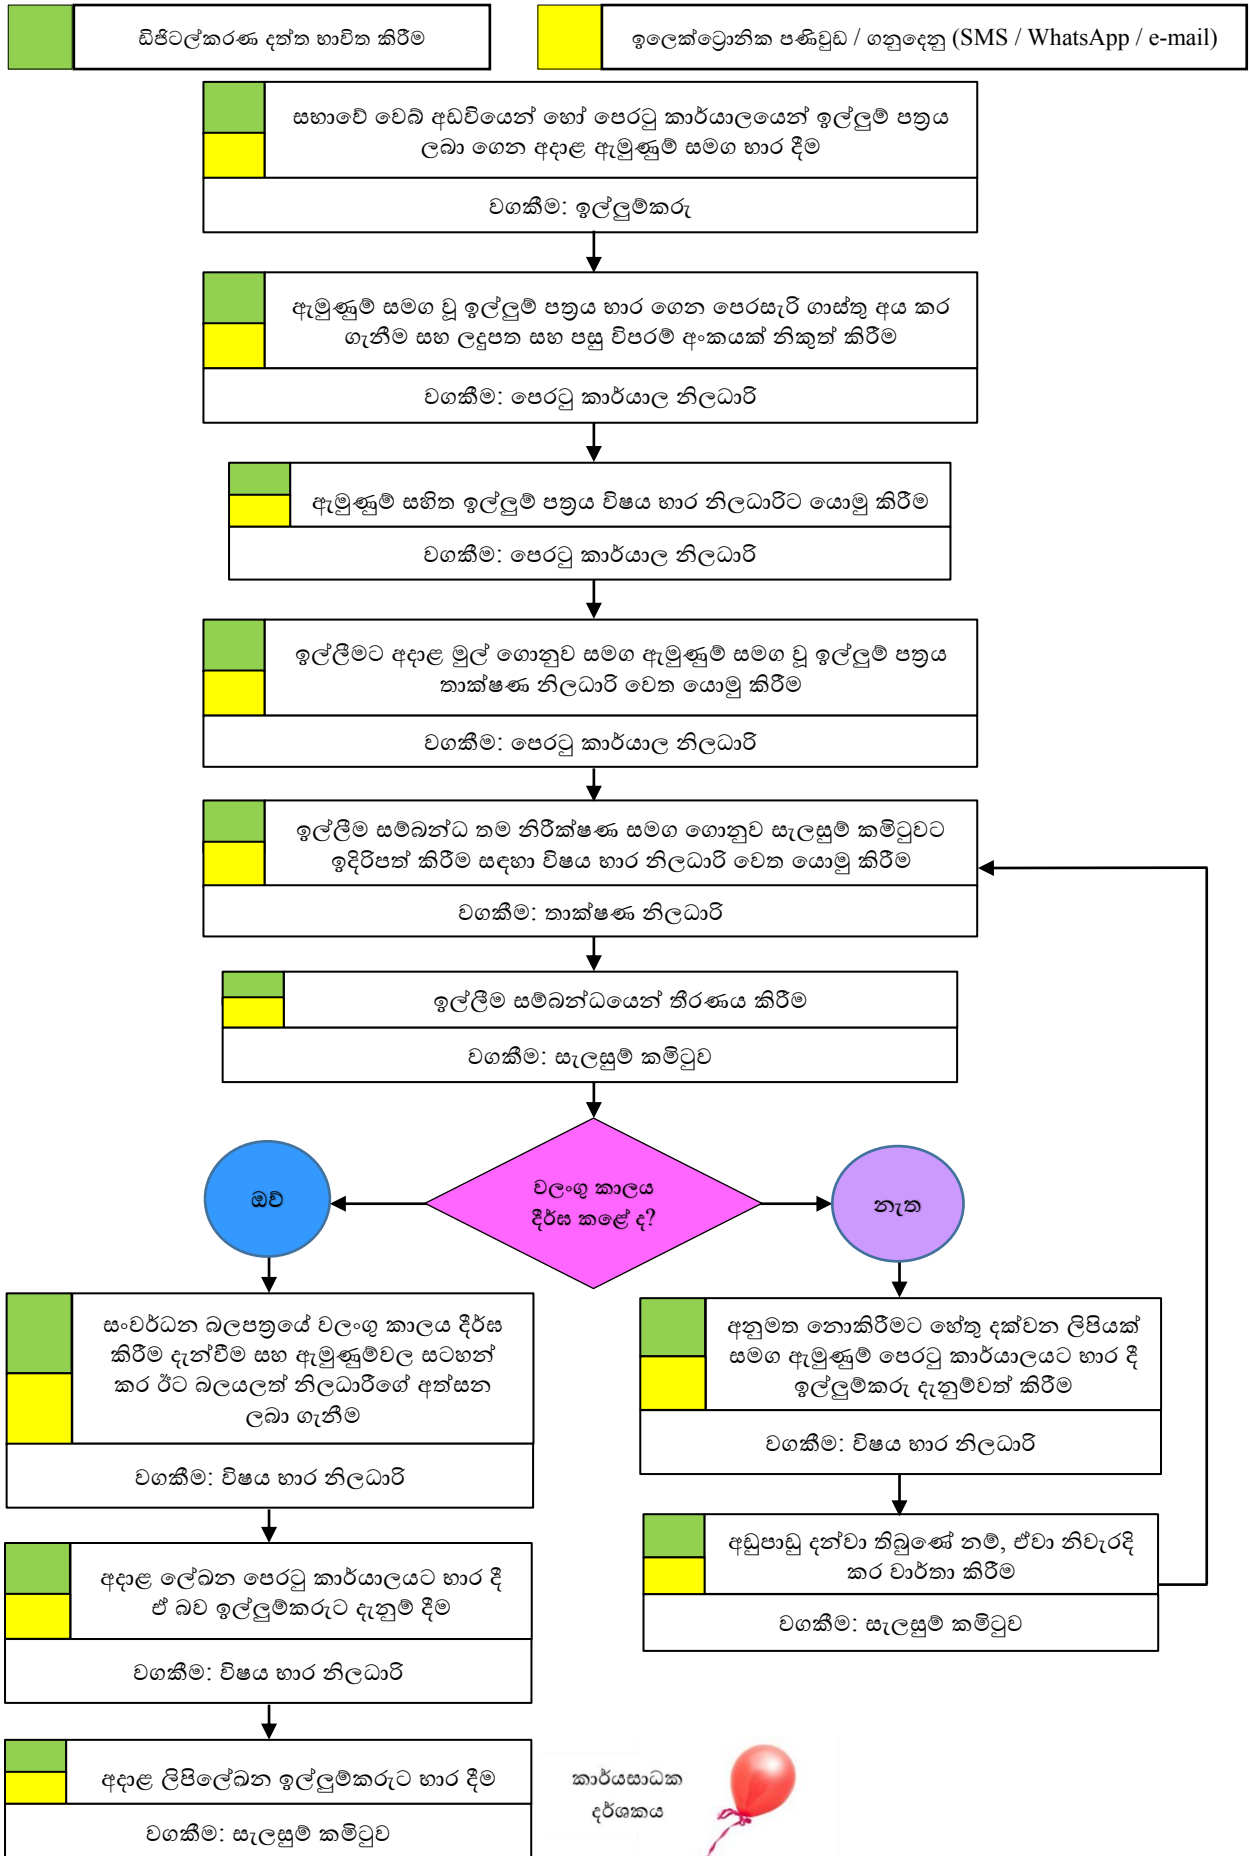 ඩිජිටල්කරණ දත්ත භාවිත කිරීම
ඉලෙක්ට්‍රොනික පණිවුඩ / ගනුදෙනු (SMS / WhatsApp / e-mail)
සභාවේ වෙබ් අඩවියෙන් හෝ පෙරටු කාර්යාලයෙන් ඉල්ලුම් පත්‍රය
ලබා ගෙන අදාළ ඇමුණුම් සමග භාර දීම
වගකීම: ඉල්ලුම්කරු
ඇමුණුම් සමග වූ ඉල්ලුම් පත්‍රය භාර ගෙන පෙරසැරි ගාස්තු අය කර
ගැනීම සහ ලදුපත සහ පසු විපරම් අංකයක් නිකුත් කිරීම
වගකීම: පෙරටු කාර්යාල නිලධාරි
ඇමුණුම් සහිත ඉල්ලුම් පත්‍රය විෂය භාර නිලධාරිට යොමු කිරීම
වගකීම: පෙරටු කාර්යාල නිලධාරි
ඉල්ලීමට අදාළ මුල් ගොනුව සමග ඇමුණුම් සමග වූ ඉල්ලුම් පත්‍රය
තාක්ෂණ නිලධාරි වෙත යොමු කිරීම
වගකීම: පෙරටු කාර්යාල නිලධාරි
ඉල්ලීම සම්බන්ධ තම නිරීක්ෂණ සමග ගොනුව සැලසුම් කමිටුවට
ඉදිරිපත් කිරීම සඳහා විෂය භාර නිලධාරි වෙත යොමු කිරීම
වගකීම: තාක්ෂණ නිලධාරි
ඉල්ලීම සම්බන්ධයෙන් තීරණය කිරීම
වගකීම: සැලසුම් කමිටුව
වලංගු කාලය
දීර්ඝ කළේ ද?
ඔව්
නැත
සංවර්ධන බලපත්‍රයේ වලංගු කාලය දීර්ඝ
කිරීම දැන්වීම සහ ඇමුණුම්වල සටහන්
කර ඊට බලයලත් නිලධාරීගේ අත්සන
ලබා ගැනීම
වගකීම: විෂය භාර නිලධාරි
අනුමත නොකිරීමට හේතු දක්වන ලිපියක්
සමග ඇමුණුම් පෙරටු කාර්යාලයට භාර දී
ඉල්ලුම්කරු දැනුම්වත් කිරීම
වගකීම: විෂය භාර නිලධාරි
අඩුපාඩු දන්වා තිබුණේ නම්, ඒවා නිවැරදි
කර වාර්තා කිරීම
වගකීම: සැලසුම් කමිටුව
අදාළ ලේඛන පෙරටු කාර්යාලයට භාර දී
ඒ බව ඉල්ලුම්කරුට දැනුම් දීම
වගකීම: විෂය භාර නිලධාරි
අදාළ ලිපිලේඛන ඉල්ලුම්කරුට භාර දීම
වගකීම: සැලසුම් කමිටුව
කාර්යසාධක
දර්ශකය